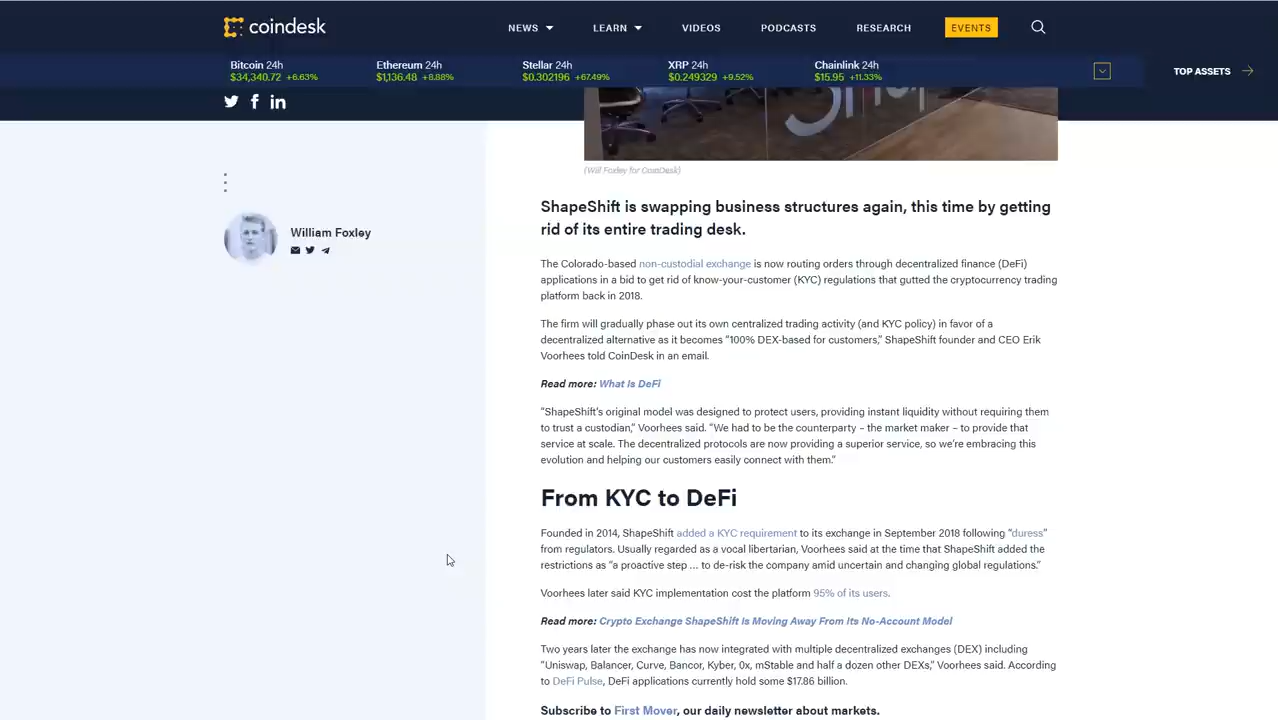 coindesk
NEWS LEARN VIDEOS PODCASTS RESEARCH EVENTS
Bitcoin 24h Ethereum 24h Stellar 24h XRP 24h Chainlink 24h
$34,340.72 +6.63% $1,136.48 +8.88% $0.302196 +67.49% $0.249329 +9.52% $15.95 +11.33%
TOP ASSETS
(Will Foxley for CoinDesk)
William Foxley
ShapeShift is swapping business structures again, this time by getting
rid of its entire trading desk.
The Colorado-based non-custodial exchange is now routing orders through decentralized finance (DeFi)
applications in a bid to get rid of know-your-customer (KYC) regulations that gutted the cryptocurrency trading
platform back in 2018.
The firm will gradually phase out its own centralized trading activity (and KYC policy) in favor of a
decentralized alternative as it becomes “100% DEX-based for customers,” ShapeShift founder and CEO Erik
Voorhees told CoinDesk in an email.
Read more: What Is DeFi
“ShapeShift’s original model was designed to protect users, providing instant liquidity without requiring them
to trust a custodian,” Voorhees said. “We had to be the counterparty – the market maker – to provide that
service at scale. The decentralized protocols are now providing a superior service, so we’re embracing this
evolution and helping our customers easily connect with them.”
From KYC to DeFi
Founded in 2014, ShapeShift added a KYC requirement to its exchange in September 2018 following “duress”
from regulators. Usually regarded as a vocal libertarian, Voorhees said at the time that ShapeShift added the
restrictions as “a proactive step … to de-risk the company amid uncertain and changing global regulations.”
Voorhees later said KYC implementation cost the platform 95% of its users.
Read more: Crypto Exchange ShapeShift Is Moving Away From Its No-Account Model
Two years later the exchange has now integrated with multiple decentralized exchanges (DEX) including
“Uniswap, Balancer, Curve, Bancor, Kyber, 0x, mStable and half a dozen other DEXs,” Voorhees said. According
to DeFi Pulse, DeFi applications currently hold some $17.86 billion.
Subscribe to First Mover, our daily newsletter about markets.